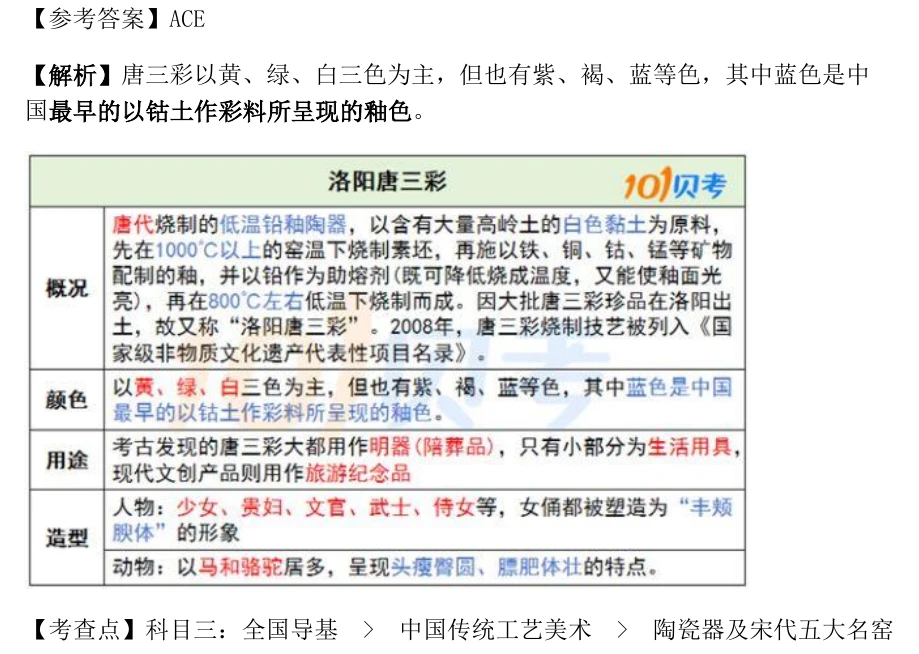 【参考答案】ACE
【解析】唐三彩以黄、绿、白三色为主，但也有紫、褐、蓝等色，其中蓝色是中
国最早的以钴土作彩料所呈现的釉色。
洛阳唐三彩
101贝考
概况
唐代烧制的低温铅釉陶器，以含有大量高岭土的白色黏土为原料，
先在1000℃以上的窑温下烧制素坯，再施以铁、铜、钴、锰等矿物
配制的釉，并以铅作为助熔剂(既可降低烧成温度，又能使釉面光
亮)，再在800℃左右低温下烧制而成。因大批唐三彩珍品在洛阳出
土，故又称“洛阳唐三彩”。2008年，唐三彩烧制技艺被列入《国
家级非物质文化遗产代表性项目名录》。
颜色
以黄、绿、白三色为主，但也有紫、褐、蓝等色，其中蓝色是中国
最早的以钴土作彩料所呈现的釉色。
用途
考古发现的唐三彩大都用作明器(陪葬品)，只有小部分为生活用具，
现代文创产品则用作旅游纪念品
造型
人物：少女、贵妇、文官、武士、侍女等，女俑都被塑造为“丰颊
腴体”的形象
动物：以马和骆驼居多，呈现头瘦臀圆、膘肥体壮的特点。
【考查点】科目三：全国导基 > 中国传统工艺美术 > 陶瓷器及宋代五大名窑